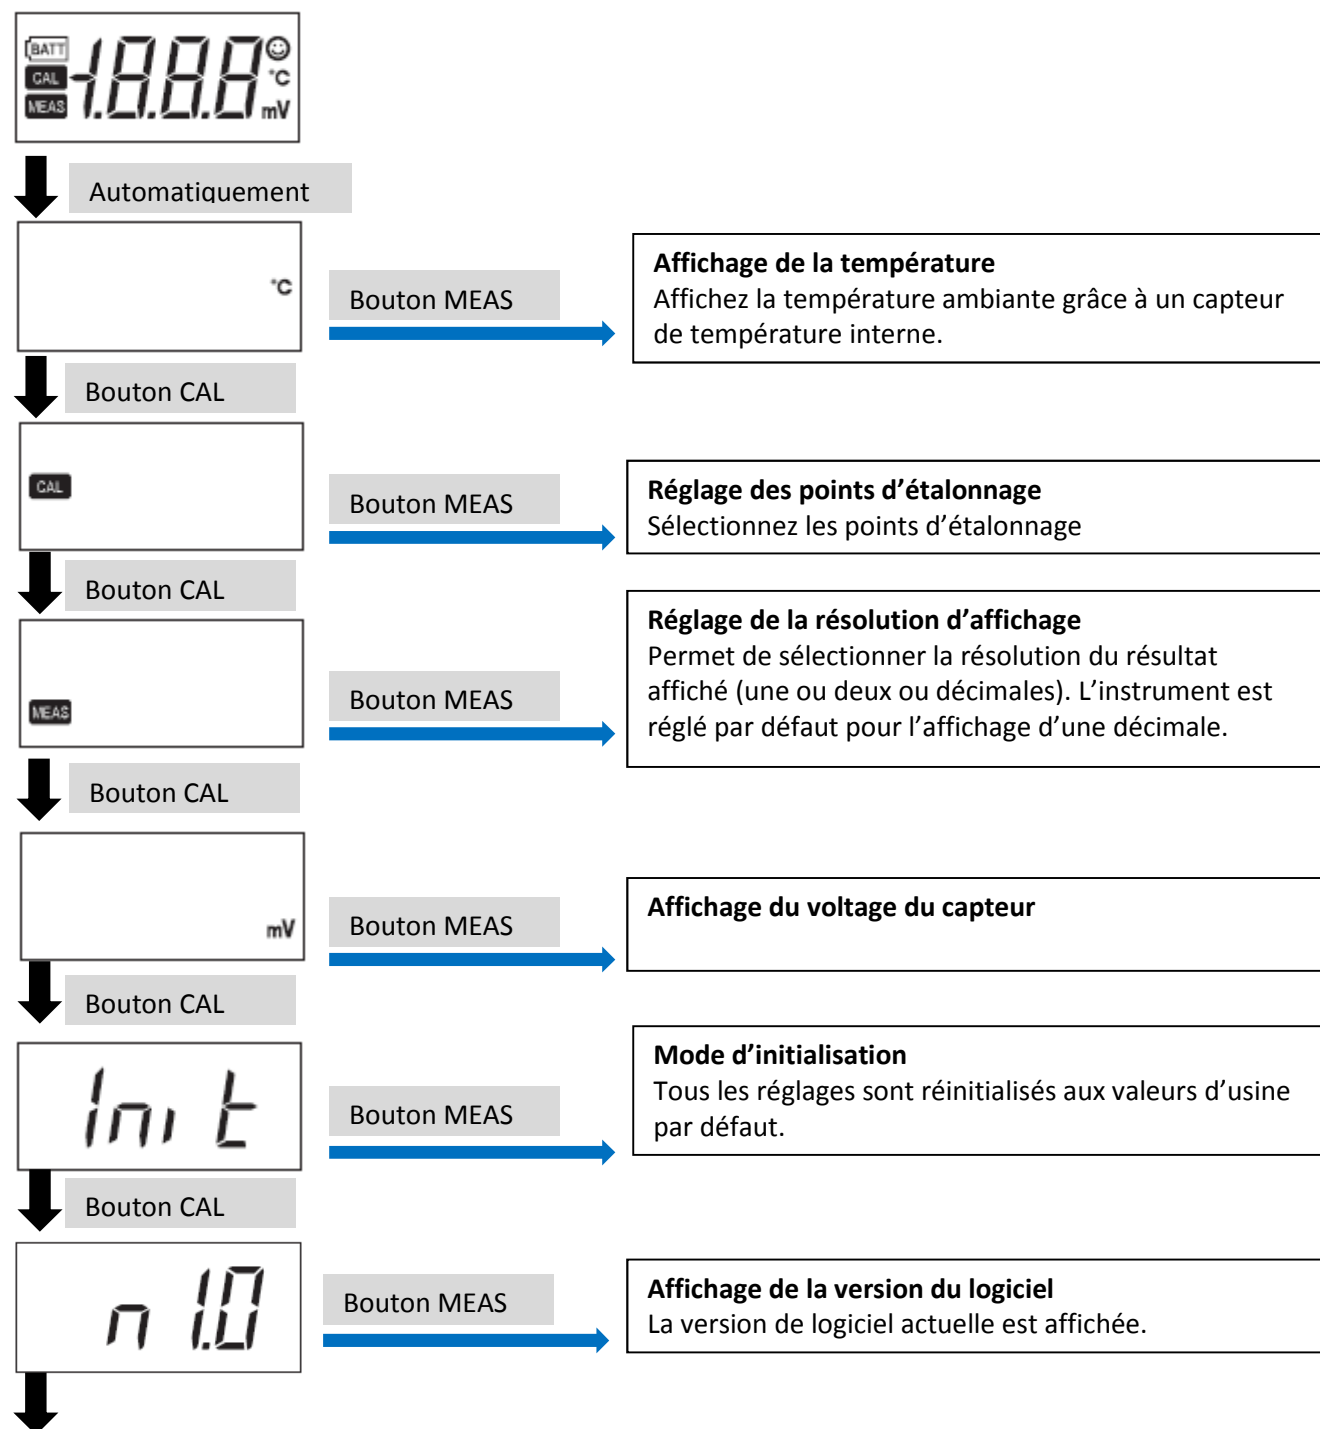 BATT
CAL
MEAS
-1.8.8.8
°C
mV
Automatiquement
°C
Bouton MEAS
Affichage de la température
Affichez la température ambiante grâce à un capteur
de température interne.
Bouton CAL
CAL
Bouton MEAS
Réglage des points d’étalonnage
Sélectionnez les points d’étalonnage
Bouton CAL
MEAS
Bouton MEAS
Réglage de la résolution d’affichage
Permet de sélectionner la résolution du résultat
affiché (une ou deux ou décimales). L’instrument est
réglé par défaut pour l’affichage d’une décimale.
Bouton CAL
mV
Bouton MEAS
Affichage du voltage du capteur
Bouton CAL
Init
Bouton MEAS
Mode d’initialisation
Tous les réglages sont réinitialisés aux valeurs d’usine
par défaut.
Bouton CAL
n 1.0
Bouton MEAS
Affichage de la version du logiciel
La version de logiciel actuelle est affichée.